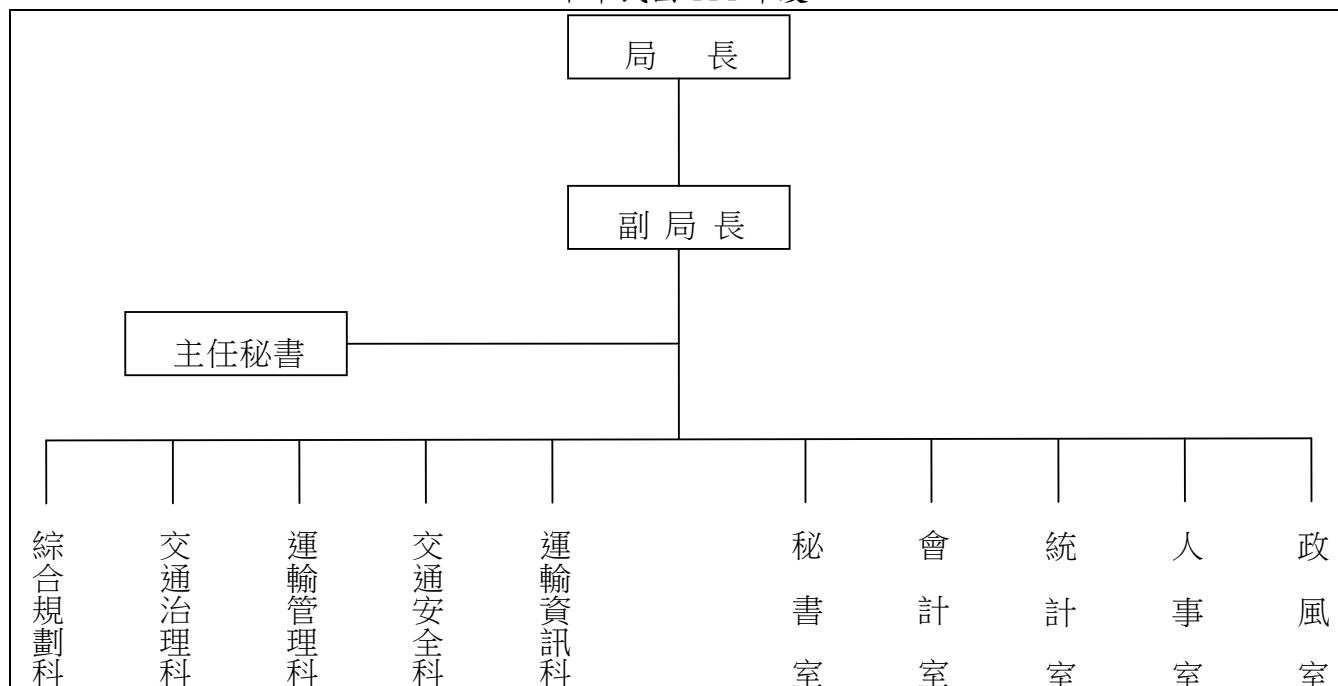 局 長
副 局 長
主任秘書
綜合規劃科
交通治理科
運輸管理科
交通安全科
運輸資訊科
秘書室
會計室
統計室
人事室
政風室